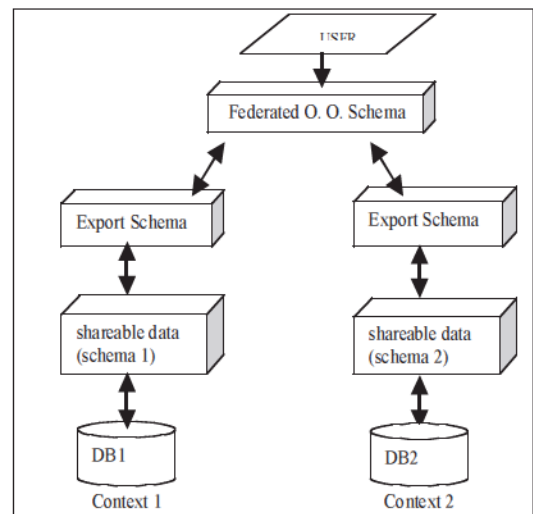 USER
Federated O. O. Schema
Export Schema
Export Schema
shareable data
(schema 1)
shareable data
(schema 2)
DB1
DB2
Context 1
Context 2